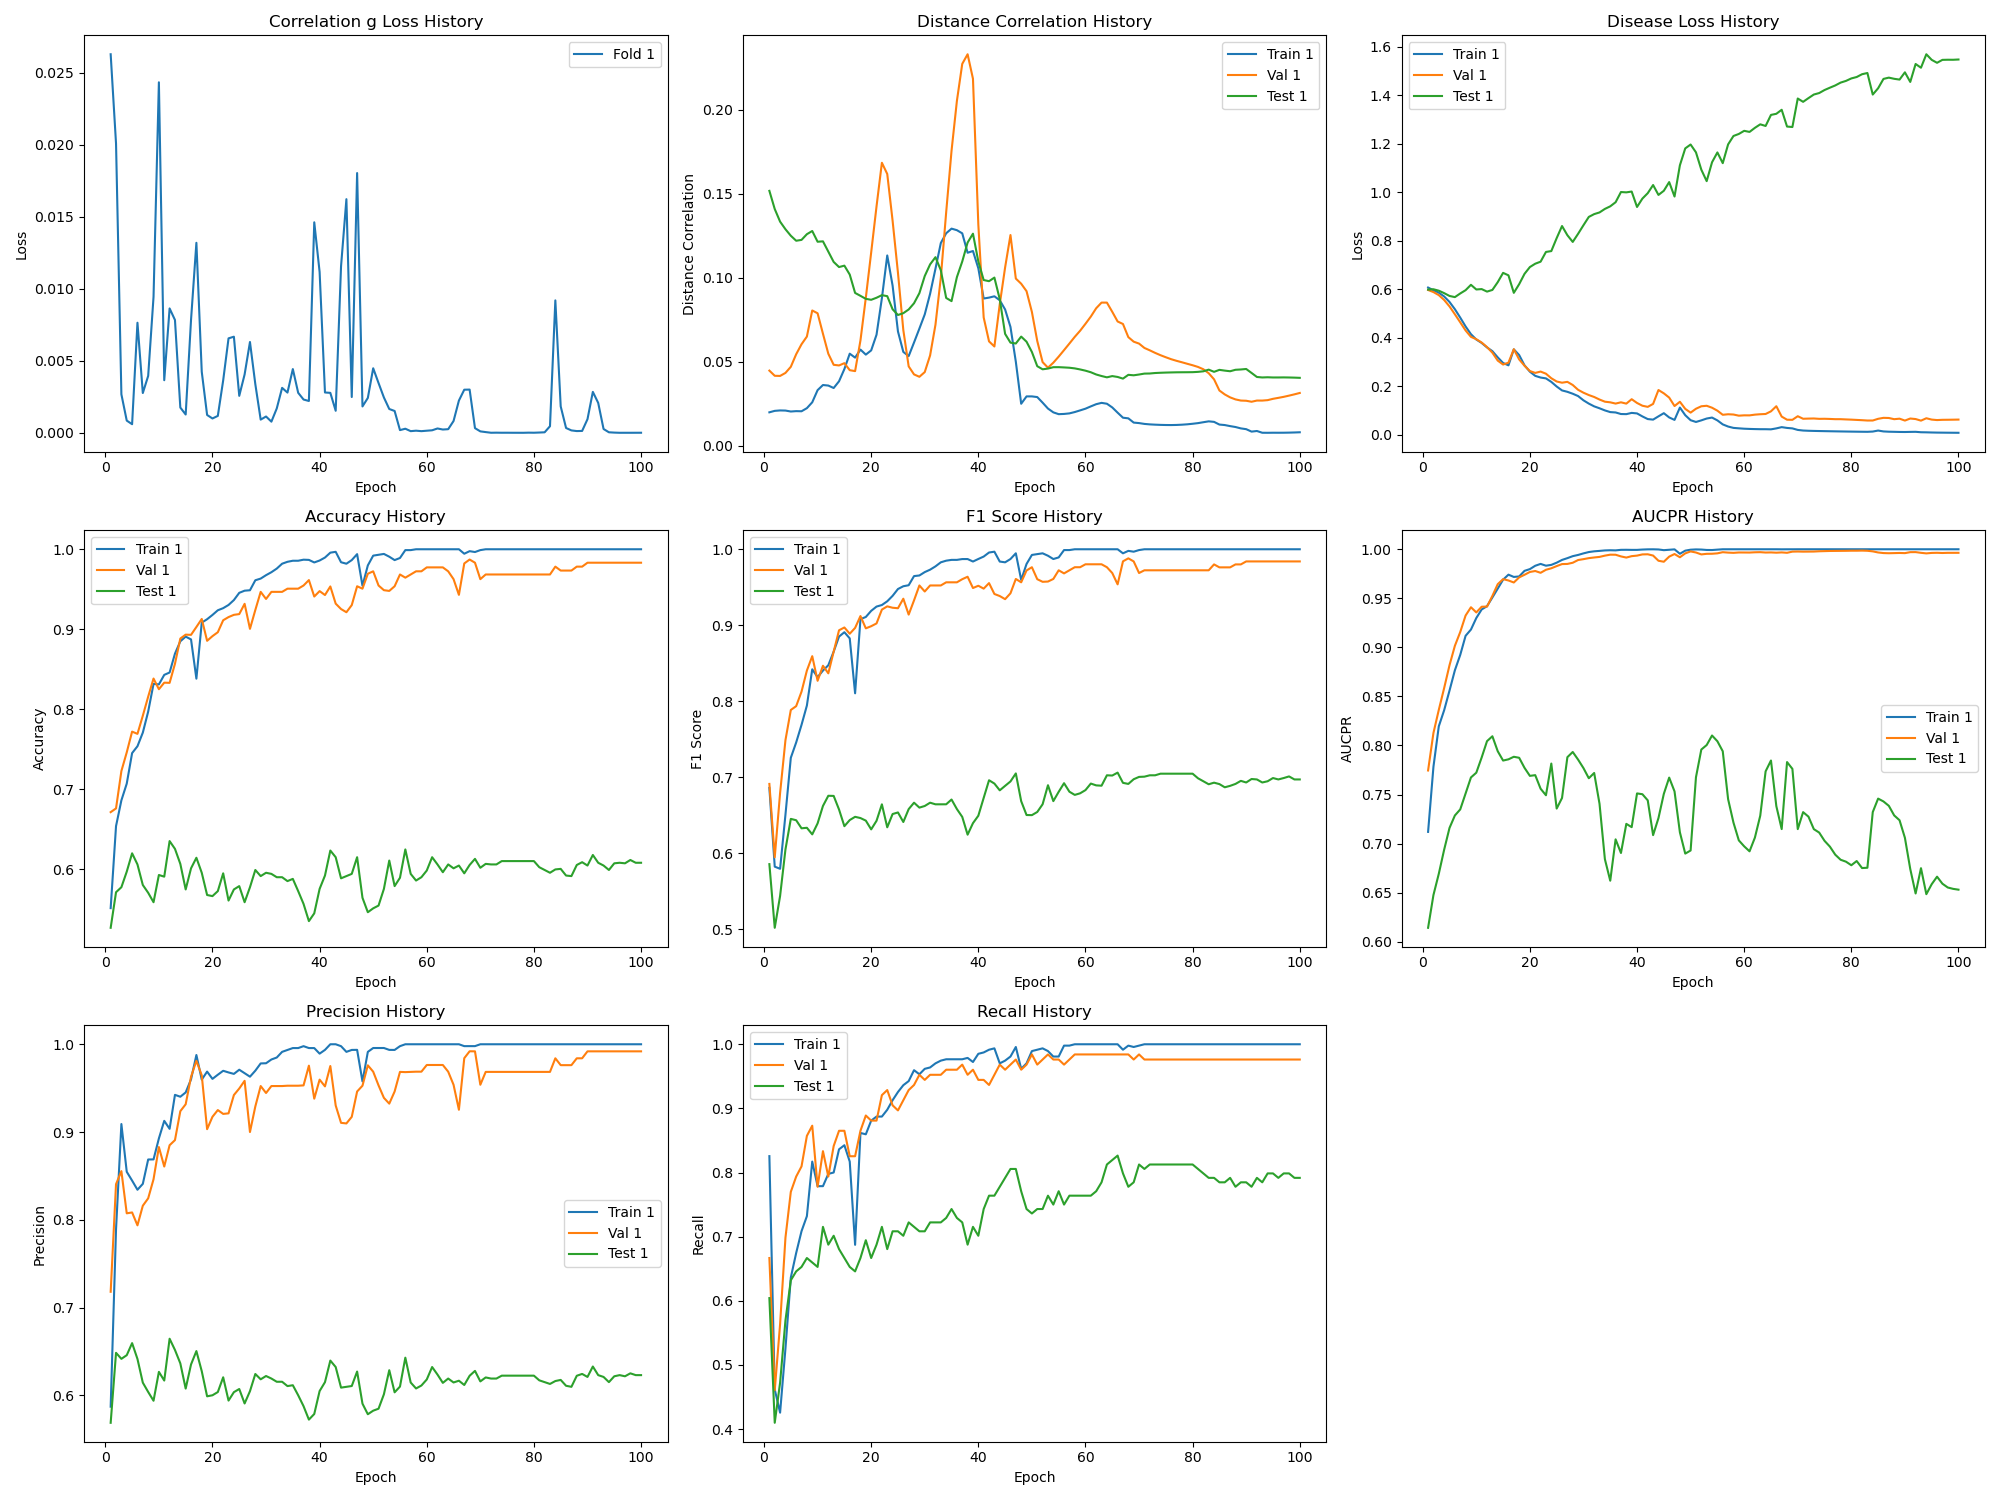 Correlation g Loss History
Loss
0.025
0.020
0.015
0.010
0.005
0.000
0 20 40 60 80 100
Epoch
Fold 1
Distance Correlation History
Distance Correlation
0.20
0.15
0.10
0.05
0.00
0 20 40 60 80 100
Epoch
Train 1
Val 1
Test 1
Disease Loss History
Loss
1.6
1.4
1.2
1.0
0.8
0.6
0.4
0.2
0.0
0 20 40 60 80 100
Epoch
Train 1
Val 1
Test 1
Accuracy History
Accuracy
1.0
0.9
0.8
0.7
0.6
0 20 40 60 80 100
Epoch
Train 1
Val 1
Test 1
F1 Score History
F1 Score
1.0
0.9
0.8
0.7
0.6
0.5
0 20 40 60 80 100
Epoch
Train 1
Val 1
Test 1
AUCPR History
AUCPR
1.00
0.95
0.90
0.85
0.80
0.75
0.70
0.65
0.60
0 20 40 60 80 100
Epoch
Train 1
Val 1
Test 1
Precision History
Precision
1.0
0.9
0.8
0.7
0.6
0 20 40 60 80 100
Epoch
Train 1
Val 1
Test 1
Recall History
Recall
1.0
0.9
0.8
0.7
0.6
0.5
0.4
0 20 40 60 80 100
Epoch
Train 1
Val 1
Test 1